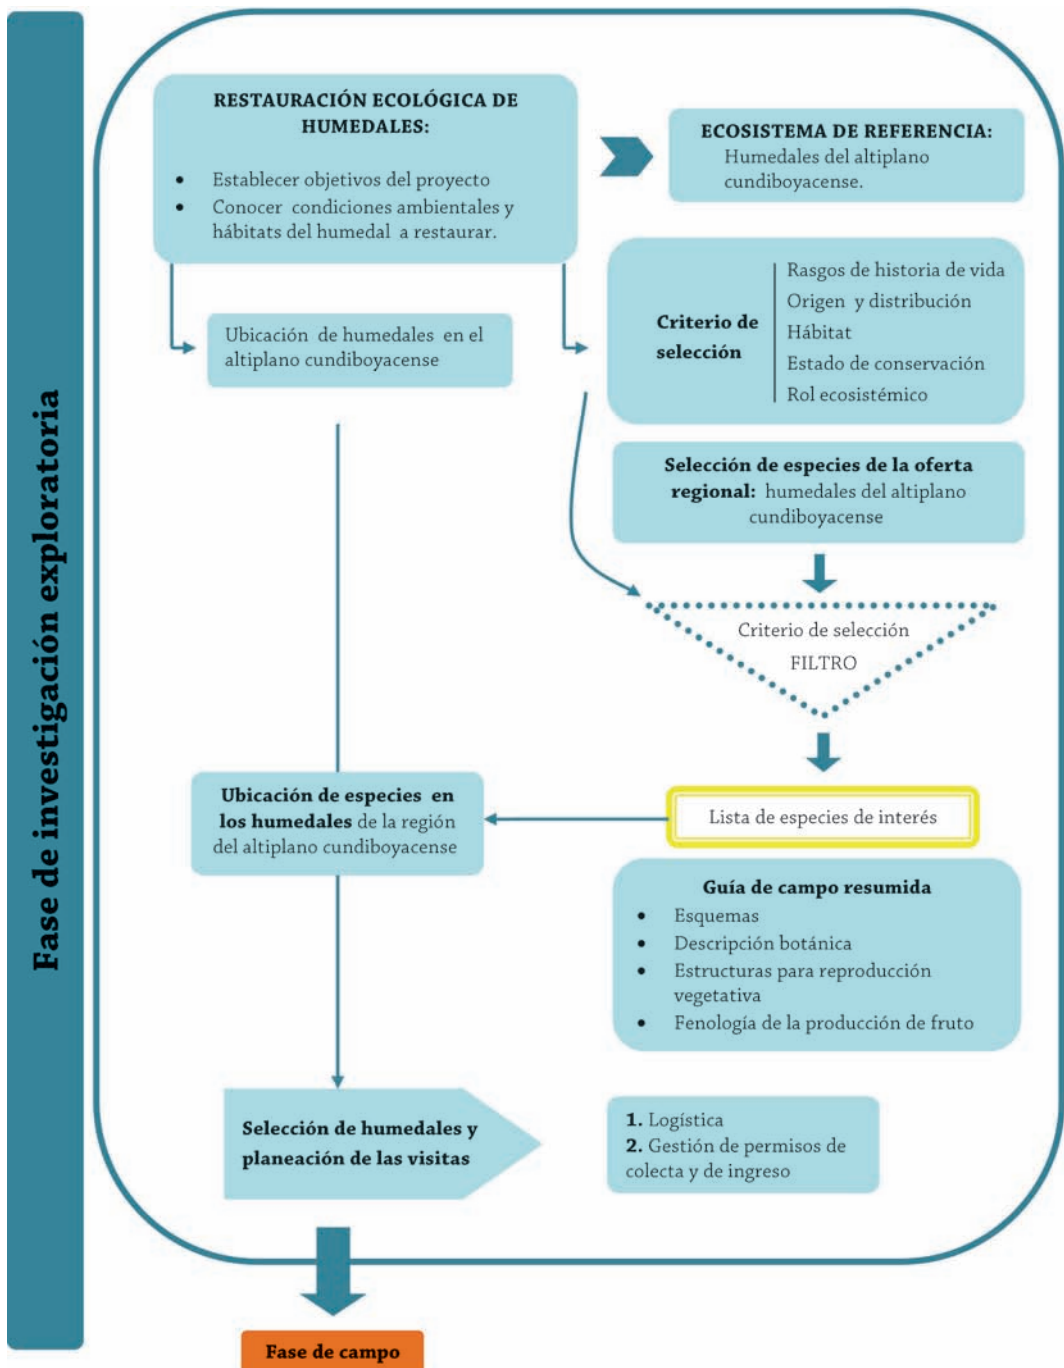 Fase de investigación exploratoria
RESTAURACIÓN ECOLÓGICA DE
HUMEDALES:
• Establecer objetivos del proyecto
• Conocer condiciones ambientales y
hábitats del humedal a restaurar.
ECOSISTEMA DE REFERENCIA:
Humedales del altiplano
cundiboyacense.
Ubicación de humedales en el
altiplano cundiboyacense
Criterio de
selección
Rasgos de historia de vida
Origen y distribución
Hábitat
Estado de conservación
Rol ecosistémico
Selección de especies de la oferta
regional: humedales del altiplano
cundiboyacense
Criterio de selección
FILTRO
Lista de especies de interés
Ubicación de especies en
los humedales de la región
del altiplano cundiboyacense
Guía de campo resumida
• Esquemas
• Descripción botánica
• Estructuras para reproducción
vegetativa
• Fenología de la producción de fruto
Selección de humedales y
planeación de las visitas
1. Logística
2. Gestión de permisos de
colecta y de ingreso
Fase de campo